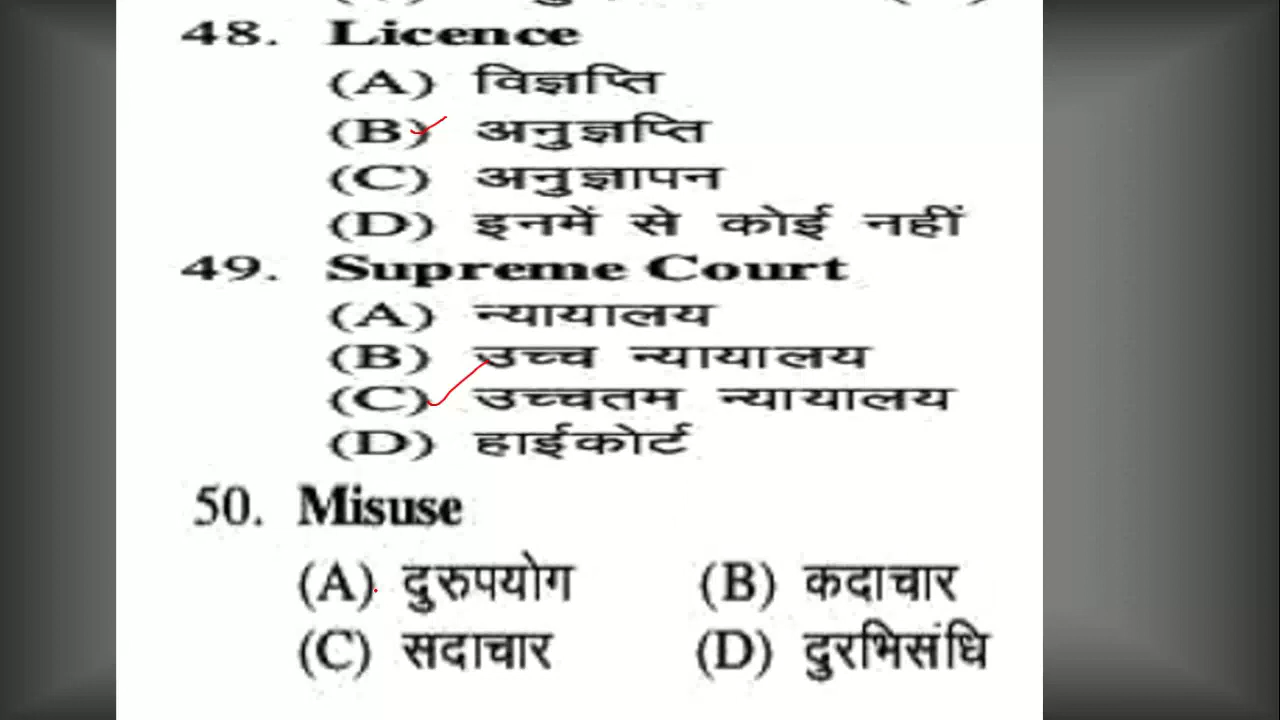 48. Licence
(A) विज्ञप्ति
(B) अनुज्ञप्ति
(C) अनुज्ञापन
(D) इनमें से कोई नहीं
49. Supreme Court
(A) न्यायालय
(B) उच्च न्यायालय
(C) उच्चतम न्यायालय
(D) हाईकोर्ट
50. Misuse
(A) दुरुपयोग (B) कदाचार
(C) सदाचार (D) दुरभिसंधि